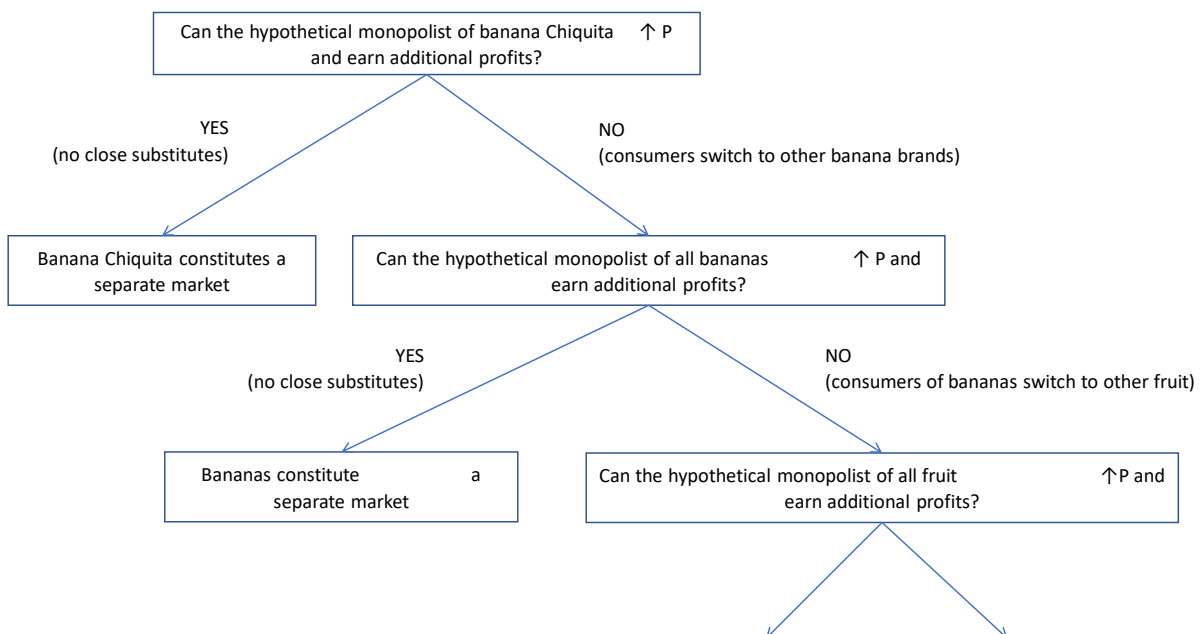 Can the hypothetical monopolist of banana Chiquita ↑ P
and earn additional profits?
YES
(no close substitutes)
NO
(consumers switch to other banana brands)
Banana Chiquita constitutes a
separate market
Can the hypothetical monopolist of all bananas ↑ P and
earn additional profits?
YES
(no close substitutes)
NO
(consumers of bananas switch to other fruit)
Bananas constitute a
separate market
Can the hypothetical monopolist of all fruit ↑P and
earn additional profits?